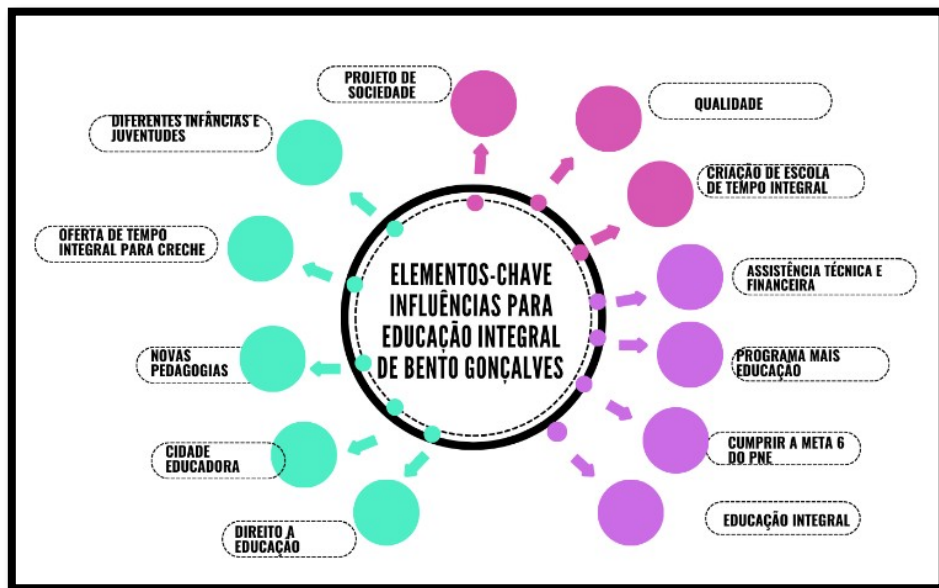 PROJETO DE
SOCIEDADE
QUALIDADE
DIFERENTES INFÂNCIAS E
JUVENTUDES
CRIAÇÃO DE ESCOLA
DE TEMPO INTEGRAL
OFERTA DE TEMPO
INTEGRAL PARA CRECHE
ASSISTÊNCIA TÉCNICA E
FINANCEIRA
ELEMENTOS-CHAVE
INFLUÊNCIAS PARA
EDUCAÇÃO INTEGRAL
DE BENTO GONÇALVES
NOVAS
PEDAGOGIAS
PROGRAMA MAIS
EDUCAÇÃO
CIDADE
EDUCADORA
CUMPRIR A META 6
DO PNE
DIREITO A
EDUCAÇÃO
EDUCAÇÃO INTEGRAL